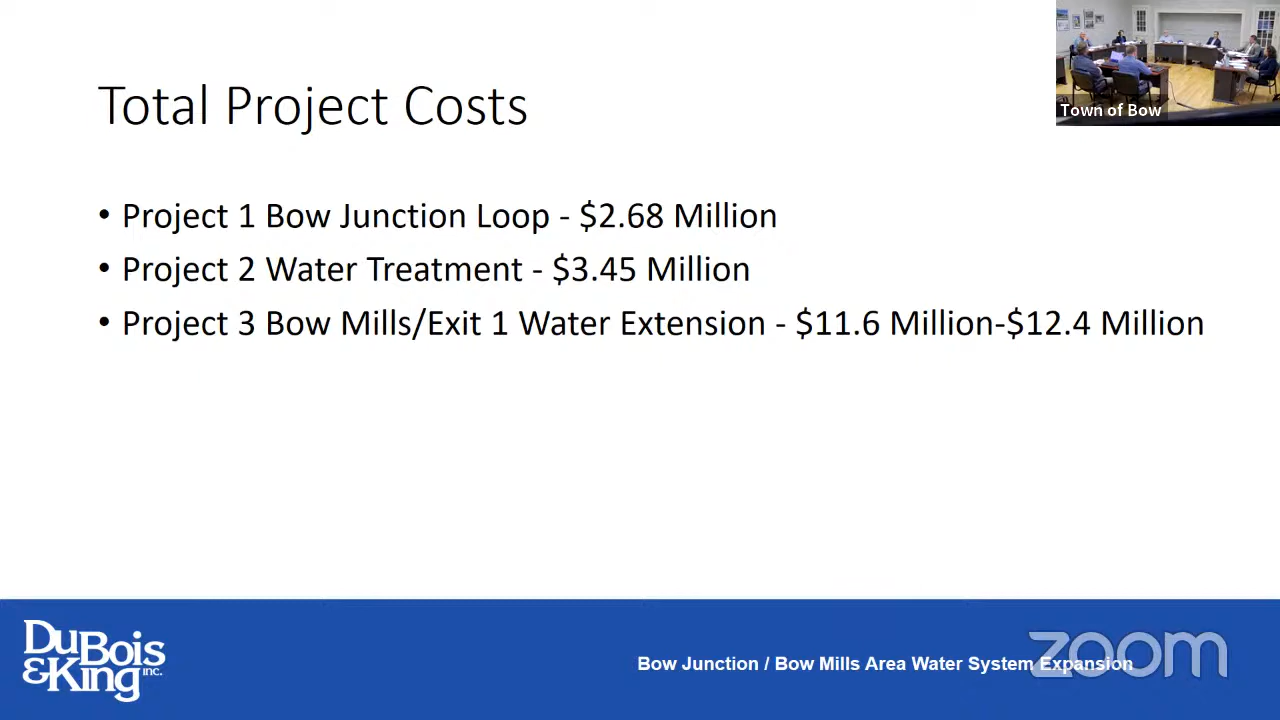 Town of Bow
Total Project Costs
• Project 1 Bow Junction Loop - $2.68 Million
• Project 2 Water Treatment - $3.45 Million
• Project 3 Bow Mills/Exit 1 Water Extension - $11.6 Million-$12.4 Million
DuBois
&King inc.
Bow Junction / Bow Mills Area Water System Expansion
zoom